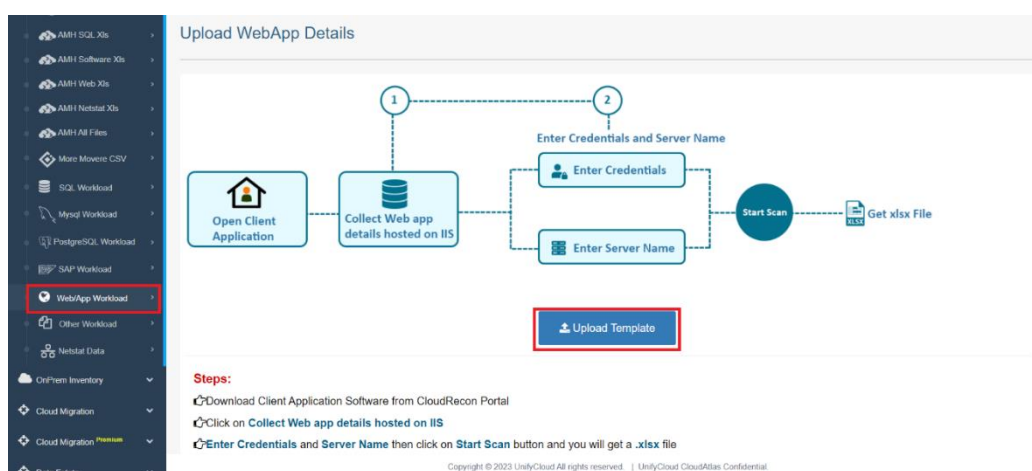 AMH SQL Xls
AMH Software Xls
AMH Web Xls
AMH Netstat Xls
AMH All Files
More Movere CSV
SQL Workload
Mysql Workload
PostgreSQL Workload
SAP Workload
Web/App Workload
Other Workload
Netstat Data
OnPrem Inventory
Cloud Migration
Cloud Migration Premium
Upload WebApp Details
1
2
Enter Credentials and Server Name
Enter Credentials
Open Client
Application
Collect Web app
details hosted on IIS
Enter Server Name
Start Scan
XLSX
Get xlsx File
Upload Template
Steps:
Download Client Application Software from CloudRecon Portal
Click on Collect Web app details hosted on IIS
Enter Credentials and Server Name then click on Start Scan button and you will get a .xlsx file
Copyright © 2023 UnifyCloud All rights reserved. | UnifyCloud CloudAtlas Confidential.